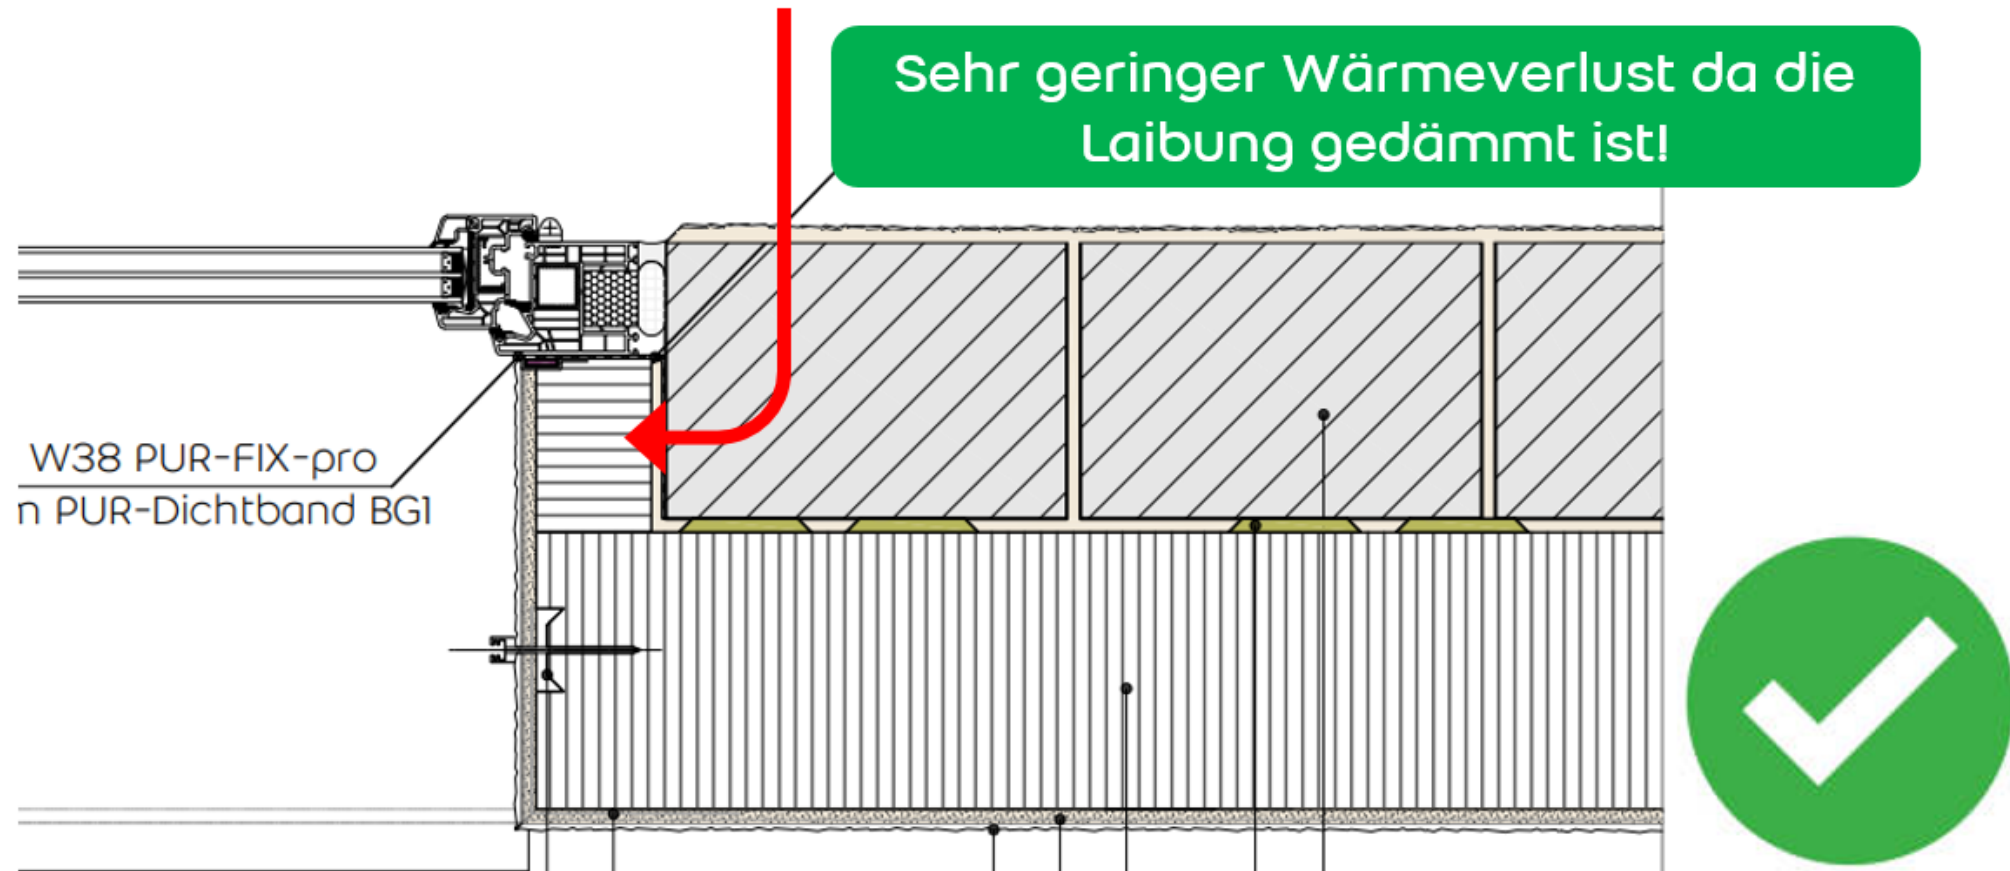 Sehr geringer Wärmeverlust da die
Laibung gedämmt ist!
W38 PUR-FIX-pro
PUR-Dichtband BG1